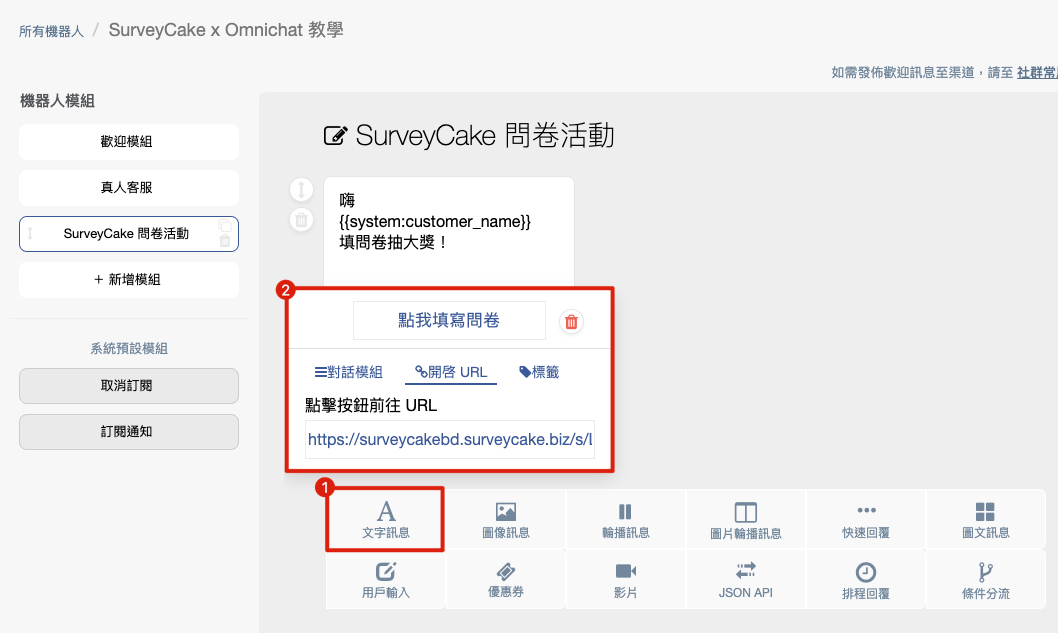 所有機器人 / SurveyCake x Omnichat 教學
如需發佈歡迎訊息至渠道，請至 社群常
機器人模組
歡迎模組
真人客服
SurveyCake 問卷活動
+ 新增模組
系統預設模組
取消訂閱
訂閱通知
SurveyCake 問卷活動
嗨
{{system:customer_name}}
填問卷抽大獎！
2
點我填寫問卷
對話模組 開啓 URL 標籤
點擊按鈕前往 URL
https://surveycakebd.surveycake.biz/s/L
1
文字訊息 圖像訊息 輪播訊息 圖片輪播訊息 快速回覆 圖文訊息
用戶輸入 優惠券 影片 JSON API 排程回覆 條件分流